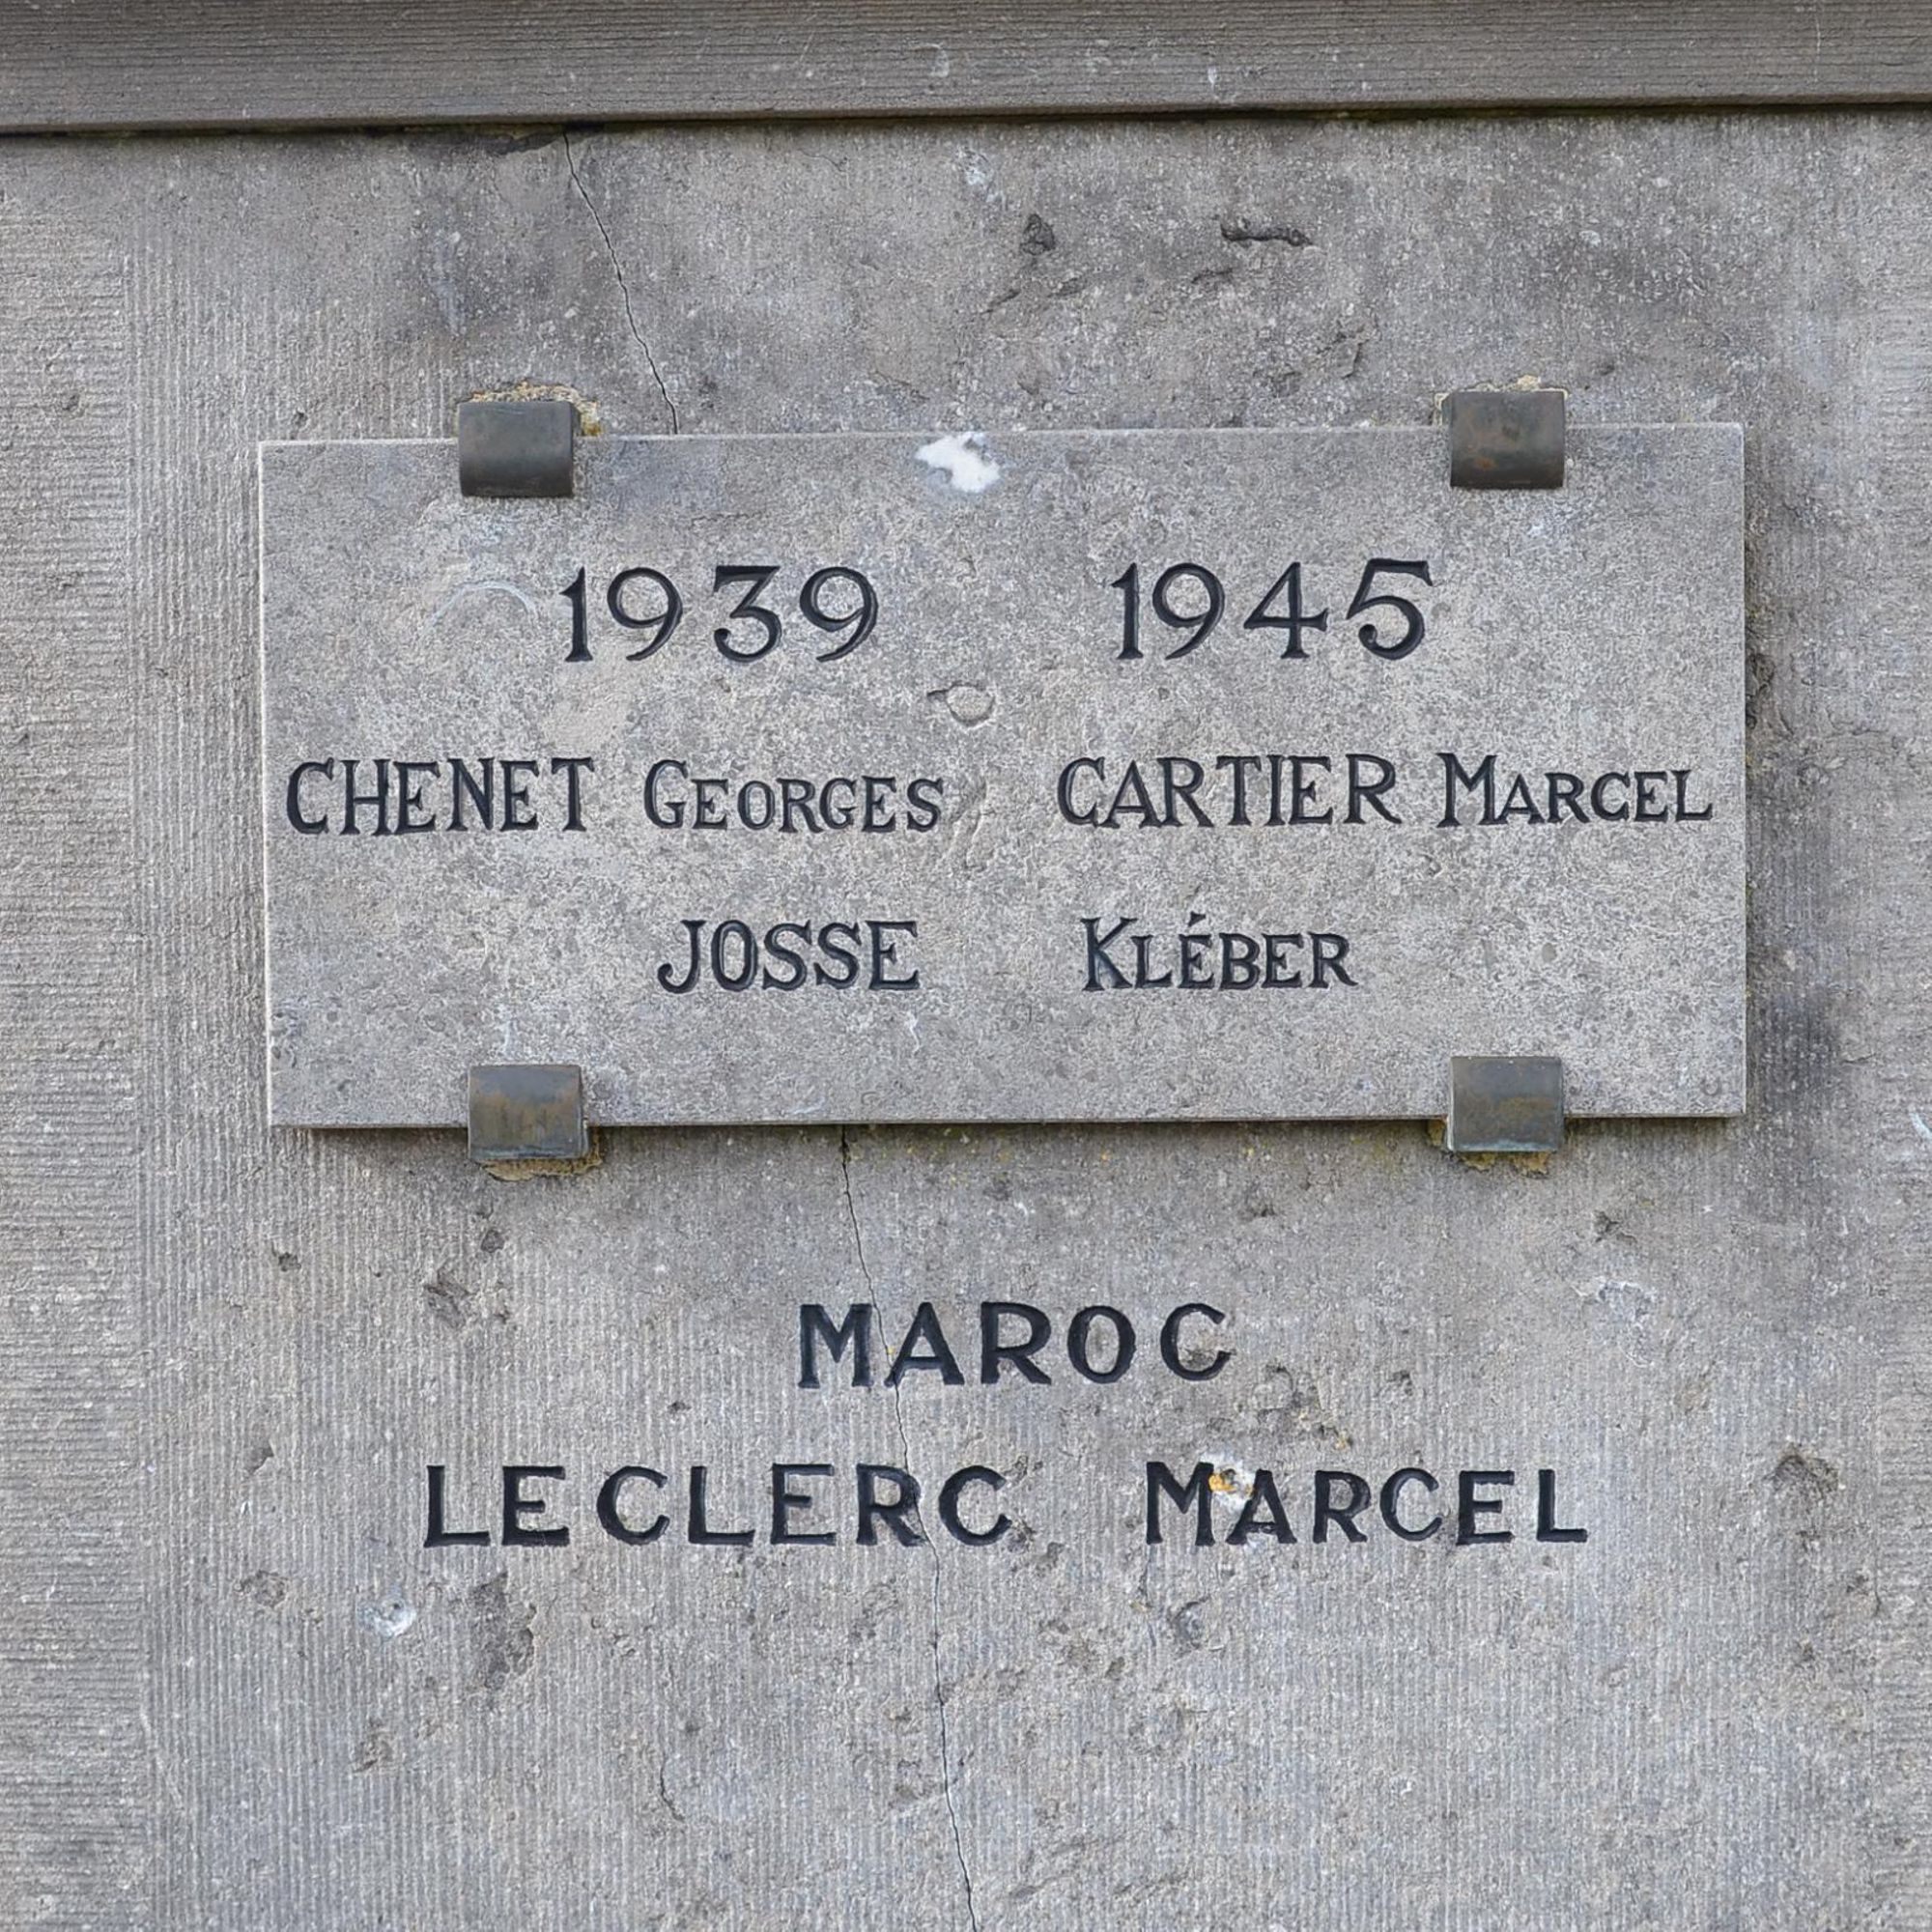 1939 1945
CHENET GEORGES CARTIER MARCEL
JOSSE KLÉBER
MAROC
LECLERC MARCEL